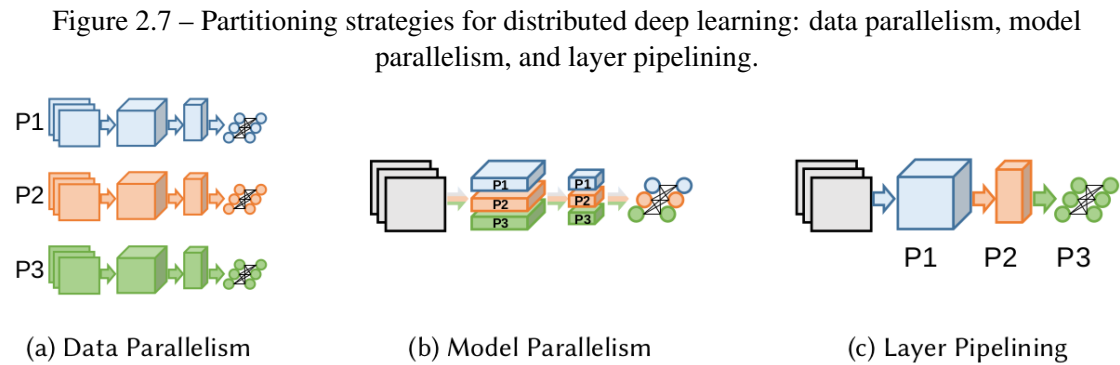 Figure 2.7 – Partitioning strategies for distributed deep learning: data parallelism, model
parallelism, and layer pipelining.
P1
P2
P3
(a) Data Parallelism
P1
P2
P3
P1
P2
P3
(b) Model Parallelism
P1 P2 P3
(c) Layer Pipelining